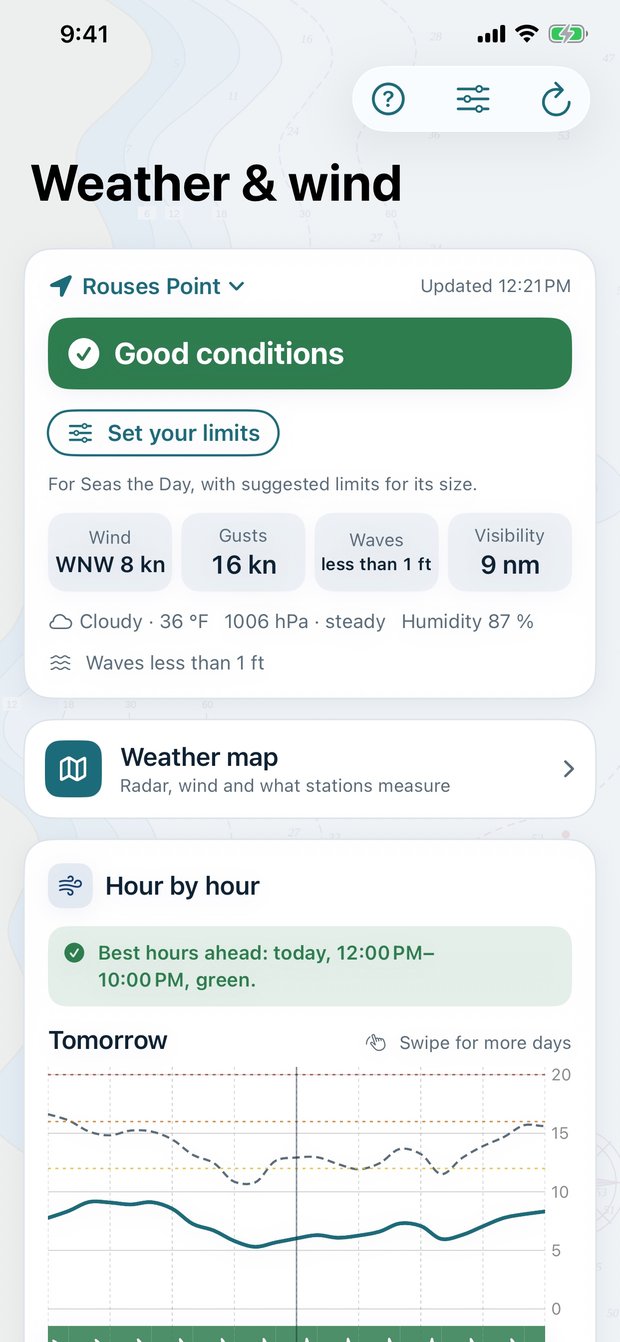 9:41
Weather & wind
Rouses Point
Updated 12:21 PM
Good conditions
Set your limits
For Seas the Day, with suggested limits for its size.
Wind
WNW 8 kn
Gusts
16 kn
Waves
less than 1 ft
Visibility
9 nm
Cloudy · 36 °F 1006 hPa · steady Humidity 87 %
Waves less than 1 ft
Weather map
Radar, wind and what stations measure
Hour by hour
Best hours ahead: today, 12:00 PM–
10:00 PM, green.
Tomorrow
Swipe for more days
20
15
10
5
0